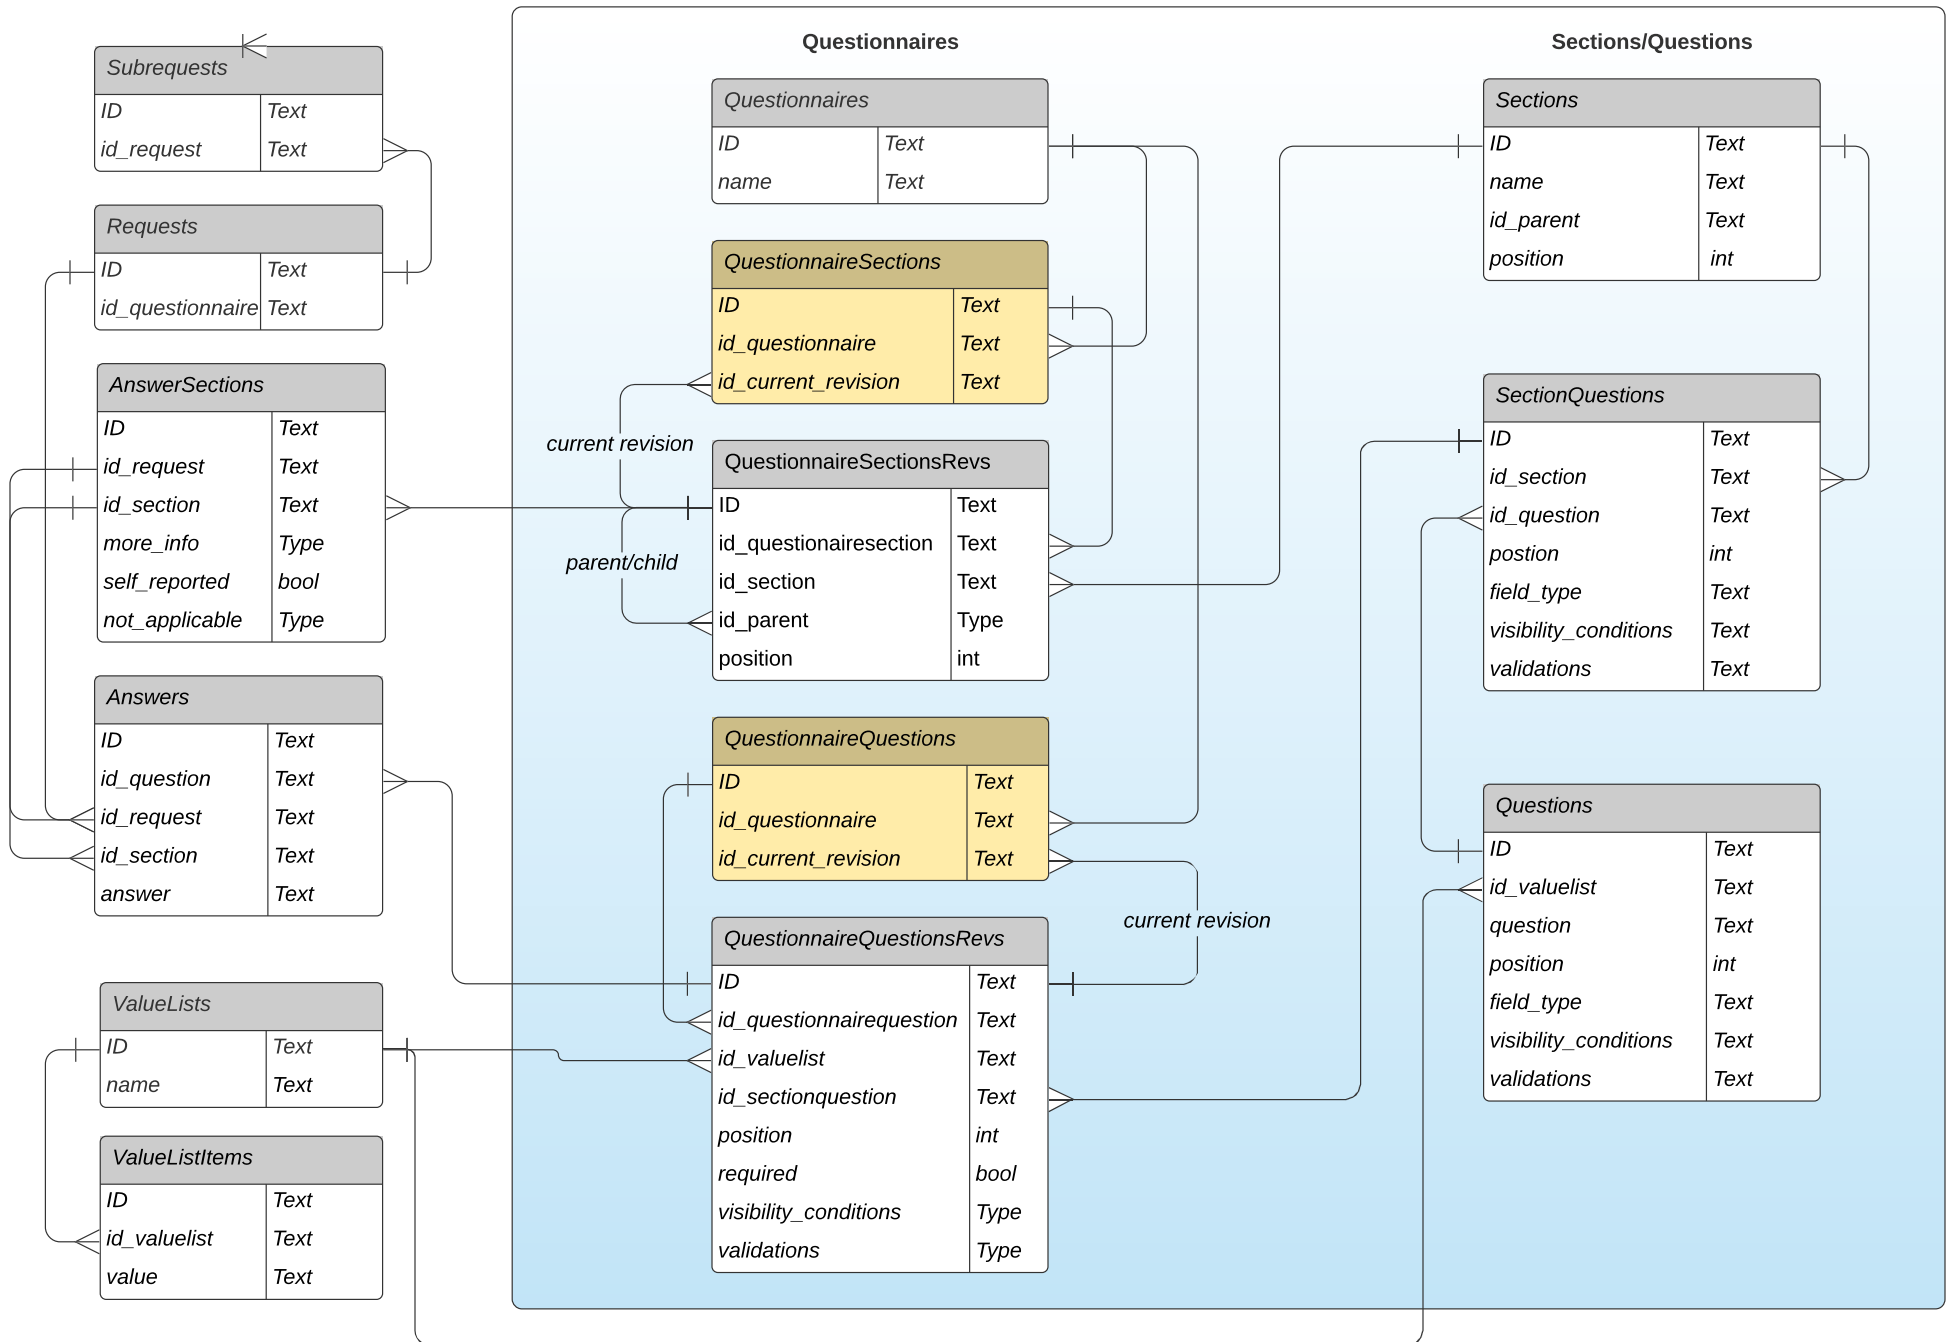 Subrequests
ID Text
id_request Text
Requests
ID Text
id_questionnaire Text
AnswerSections
ID Text
id_request Text
id_section Text
more_info Type
self_reported bool
not_applicable Type
Answers
ID Text
id_question Text
id_request Text
id_section Text
answer Text
ValueLists
ID Text
name Text
ValueListItems
ID Text
id_valuelist Text
value Text
Questionnaires
Questionnaires
ID Text
name Text
QuestionnaireSections
ID Text
id_questionnaire Text
id_current_revision Text
current revision
QuestionnaireSectionsRevs
ID Text
id_questionairesection Text
id_section Text
id_parent Type
position int
parent/child
QuestionnaireQuestions
ID Text
id_questionnaire Text
id_current_revision Text
current revision
QuestionnaireQuestionsRevs
ID Text
id_questionnairequestion Text
id_valuelist Text
id_sectionquestion Text
position int
required bool
visibility_conditions Type
validations Type
Sections/Questions
Sections
ID Text
name Text
id_parent Text
position int
SectionQuestions
ID Text
id_section Text
id_question Text
postion int
field_type Text
visibility_conditions Text
validations Text
Questions
ID Text
id_valuelist Text
question Text
position int
field_type Text
visibility_conditions Text
validations Text